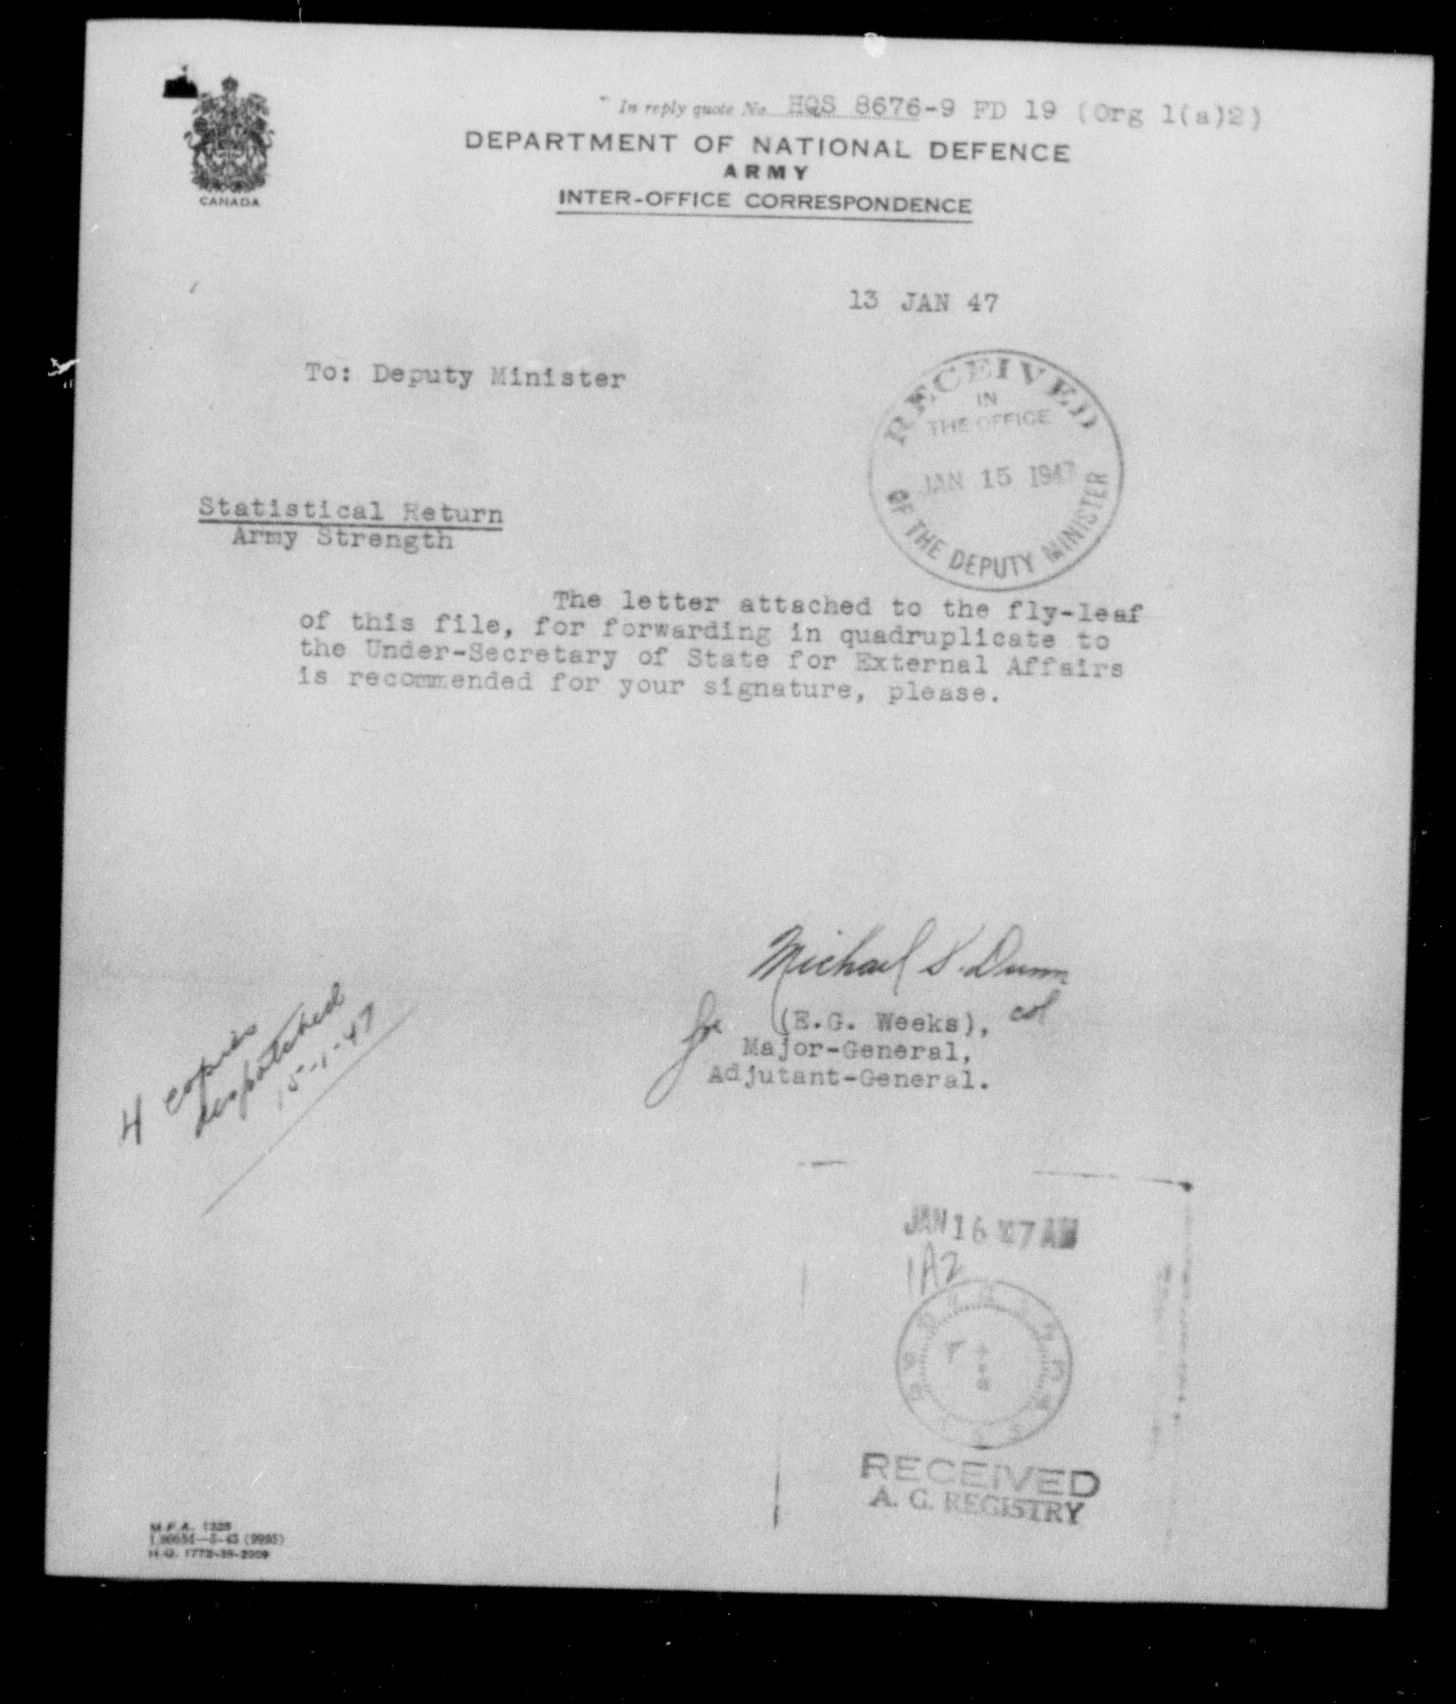 In reply quote No. HQS 8676-9 FD 19 (Org 1(a)2)
CANADA
DEPARTMENT OF NATIONAL DEFENCE
ARMY
INTER-OFFICE CORRESPONDENCE
13 JAN 47
To: Deputy Minister
RECEIVED
IN
THE OFFICE
JAN 15 1947
OF THE DEPUTY MINISTER
Statistical Return
Army Strength
The letter attached to the fly-leaf
of this file, for forwarding in quadruplicate to
the Under-Secretary of State for External Affairs
is recommended for your signature, please.
Michael S. Dunn
col
for (E.G. Weeks),
Major-General,
Adjutant-General.
4 copies
despatched
15-1-47
JAN 16 47 AM
1A2
RECEIVED
A. G. REGISTRY
M.F.A. 1325
H.Q. 1772-39-2009